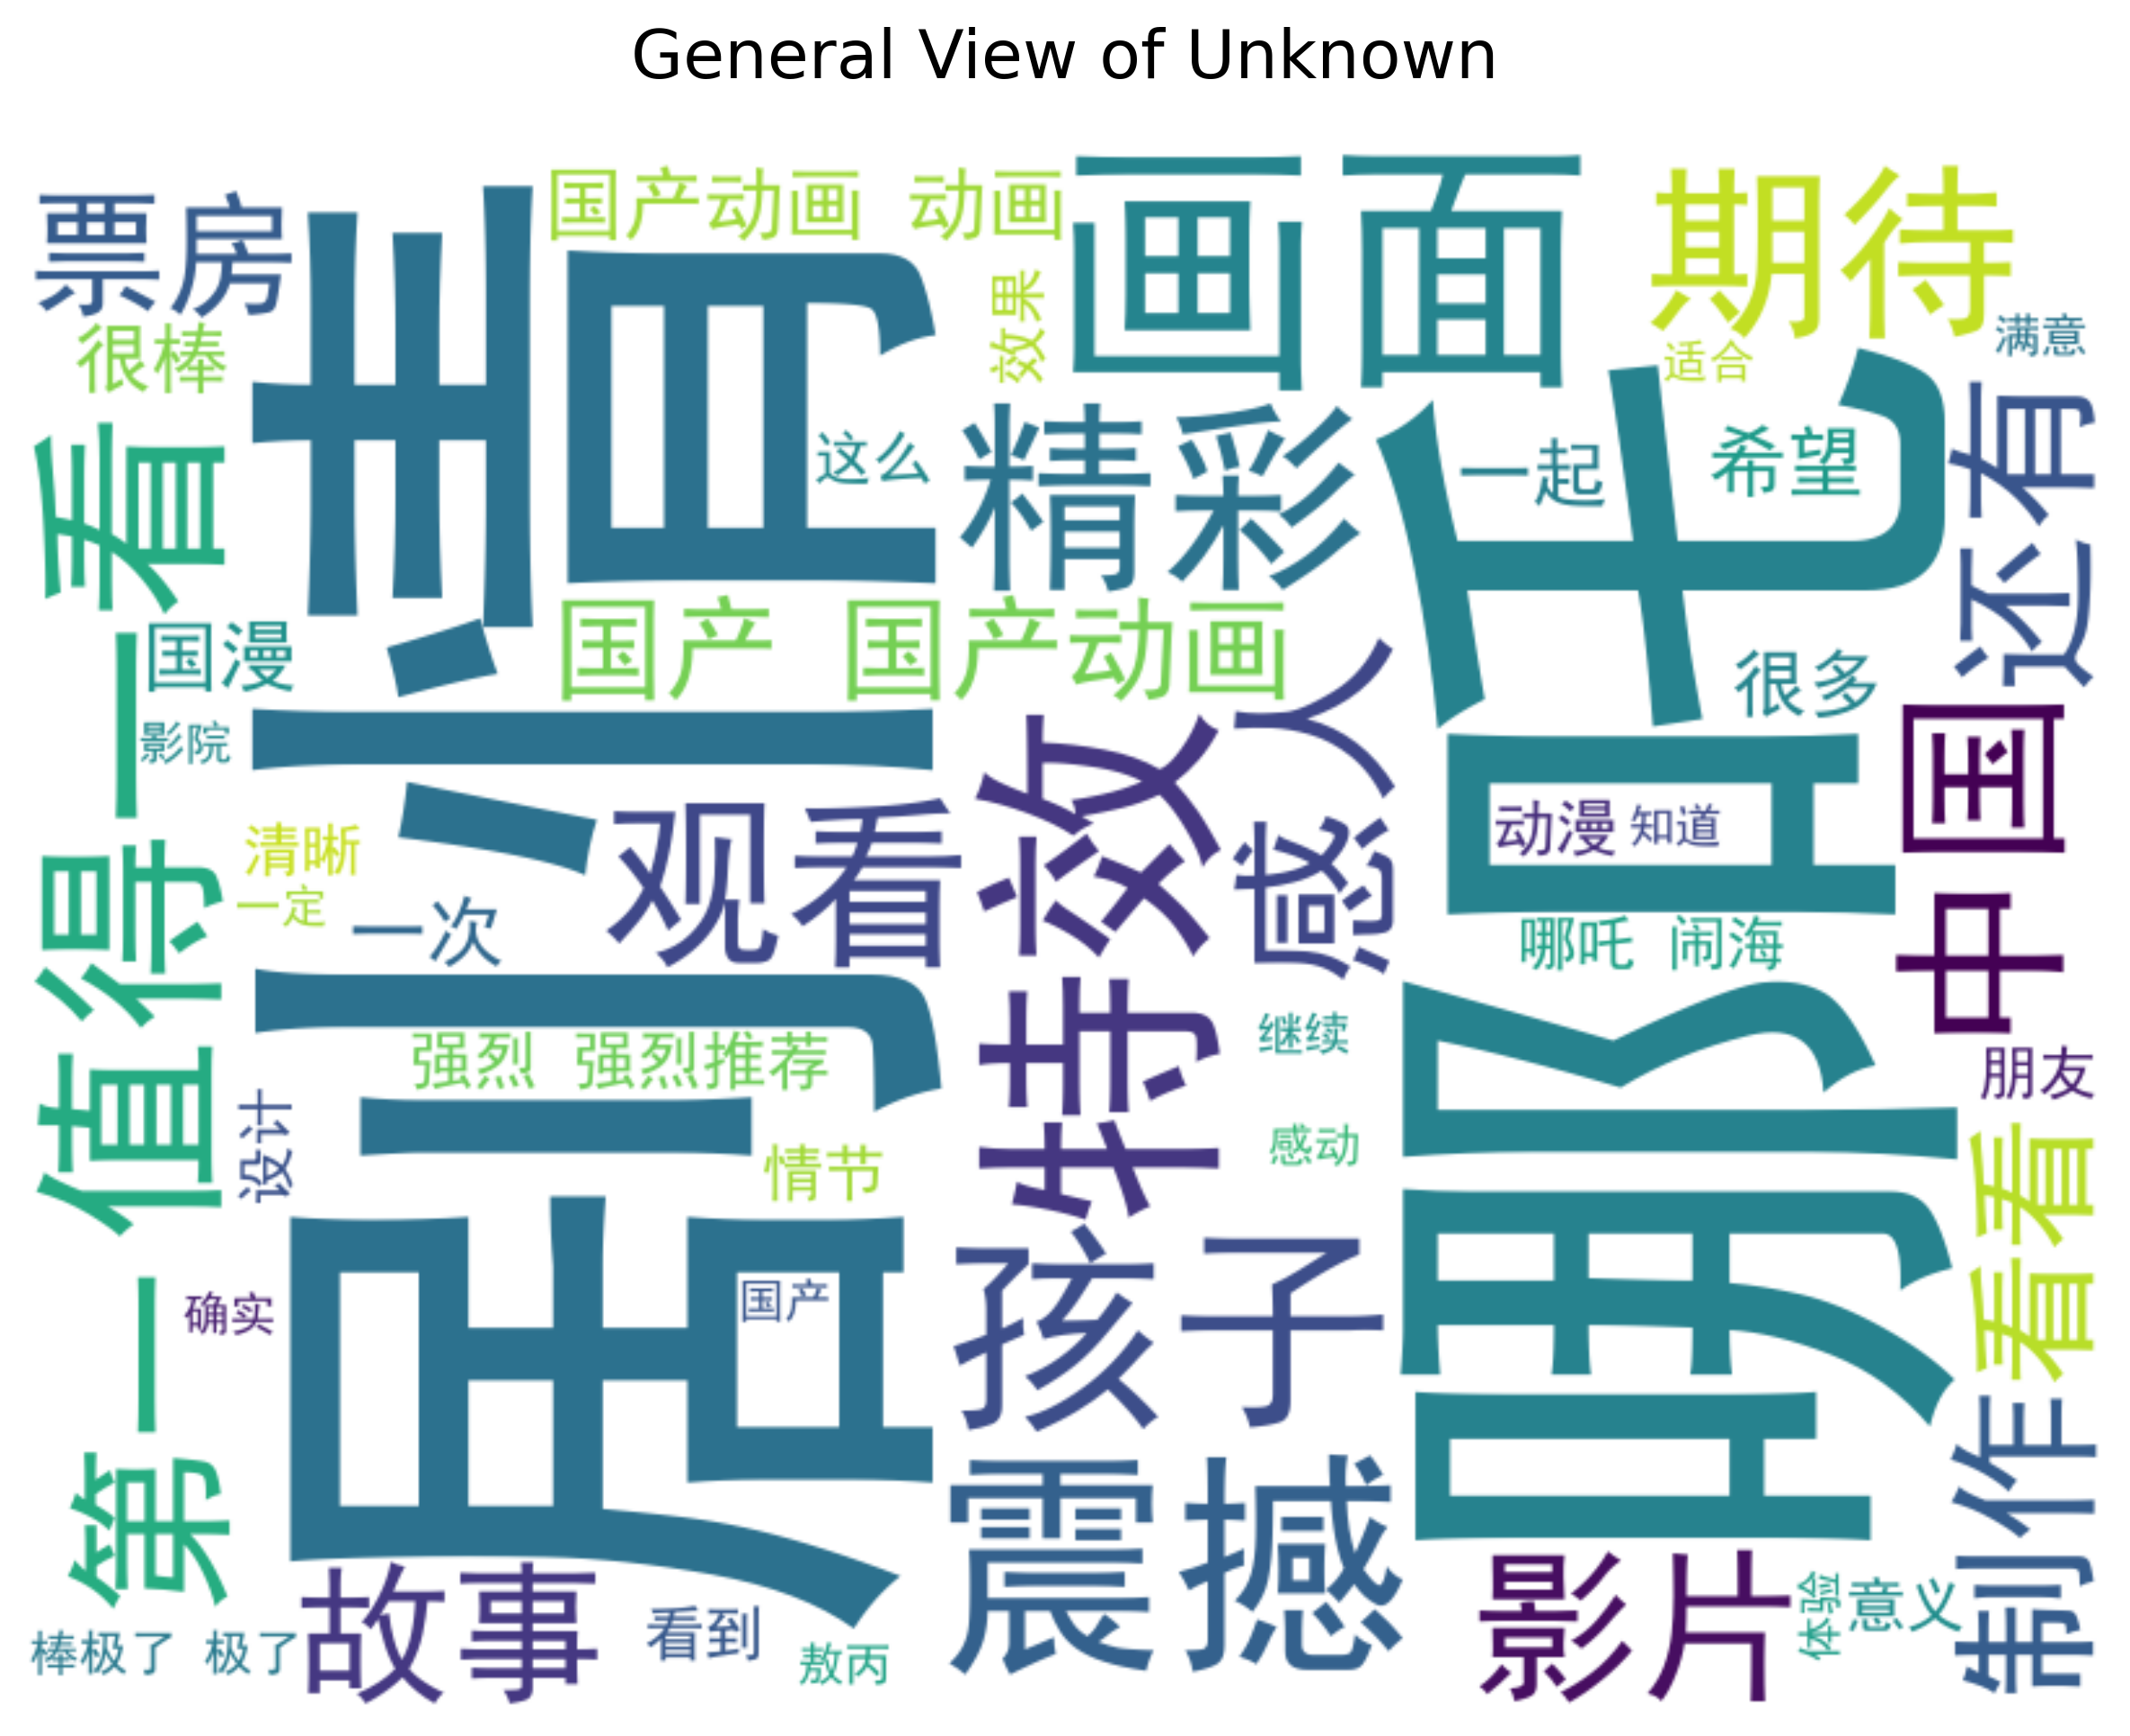 票房
国产动画 动画
画面
期待
很棒
效果
适合
满意
剧情
这么
精彩
哪吒
一起
希望
还有
值得一看
国漫
国产 国产动画
感人
很多
影院
特效
中国
清晰
一定
一次
观看
动漫
知道
哪吒 闹海
强烈 强烈推荐
继续
朋友
设计
情节
感动
看看
第一
确实
国产
孩子
震撼
制作
棒极了 极了
故事
看到
敖丙
影片
体验
意义
General View of Unknown